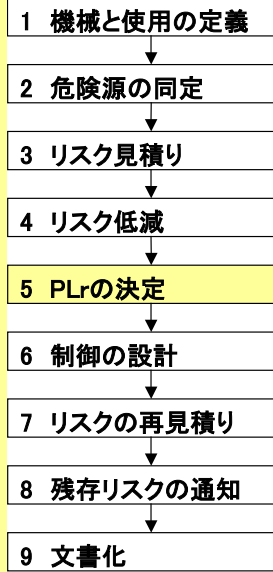 1 機械と使用の定義
2 危険源の同定
3 リスク見積り
4 リスク低減
5 PLrの決定
6 制御の設計
7 リスクの再見積り
8 残存リスクの通知
9 文書化